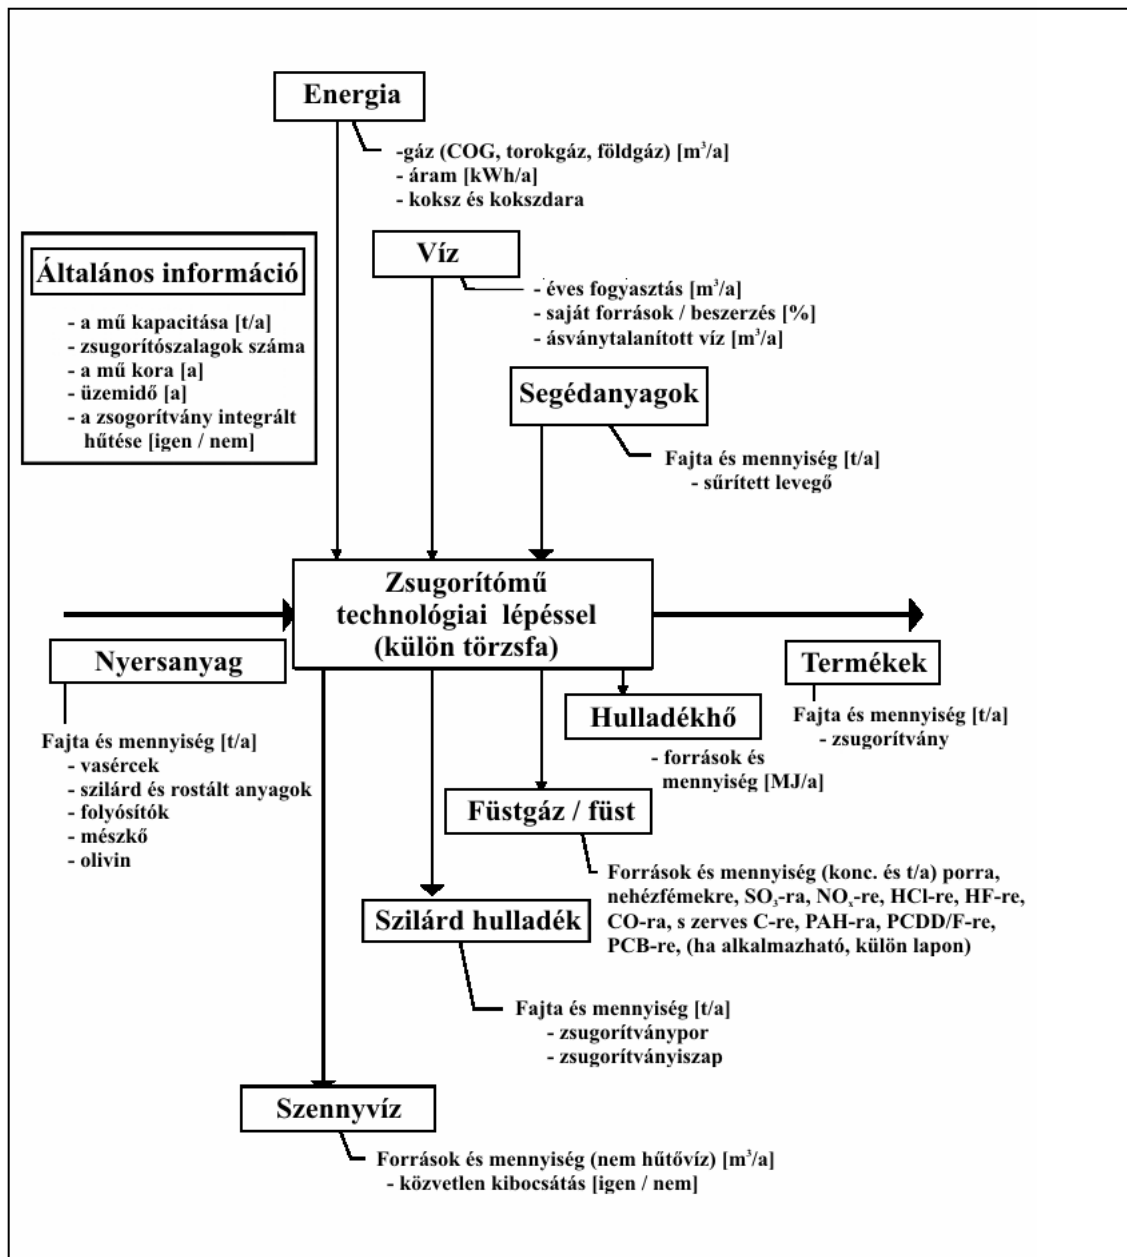 Energia
-gáz (COG, torokgáz, földgáz) [m³/a]
- áram [kWh/a]
- koksz és kokszdara
Általános információ
- a mű kapacitása [t/a]
- zsugorítószalagok száma
- a mű kora [a]
- üzemidő [a]
- a zsogorítvány integrált
hűtése [igen / nem]
Víz
- éves fogyasztás [m³/a]
- saját források / beszerzés [%]
- ásványtalanított víz [m³/a]
Segédanyagok
Fajta és mennyiség [t/a]
- sűrített levegő
Zsugorítómű
technológiai lépéssel
(külön törzsfa)
Nyersanyag
Fajta és mennyiség [t/a]
- vasércek
- szilárd és rostált anyagok
- folyósítók
- mészkő
- olivin
Termékek
Fajta és mennyiség [t/a]
- zsugorítvány
Hulladékhő
- források és
mennyiség [MJ/a]
Füstgáz / füst
Források és mennyiség (konc. és t/a) porra,
nehézfémekre, SO₃-ra, NOₓ-re, HCl-re, HF-re,
CO-ra, s zerves C-re, PAH-ra, PCDD/F-re,
PCB-re, (ha alkalmazható, külön lapon)
Szilárd hulladék
Fajta és mennyiség [t/a]
- zsugorítványpor
- zsugorítványiszap
Szennyvíz
Források és mennyiség (nem hűtővíz) [m³/a]
- közvetlen kibocsátás [igen / nem]